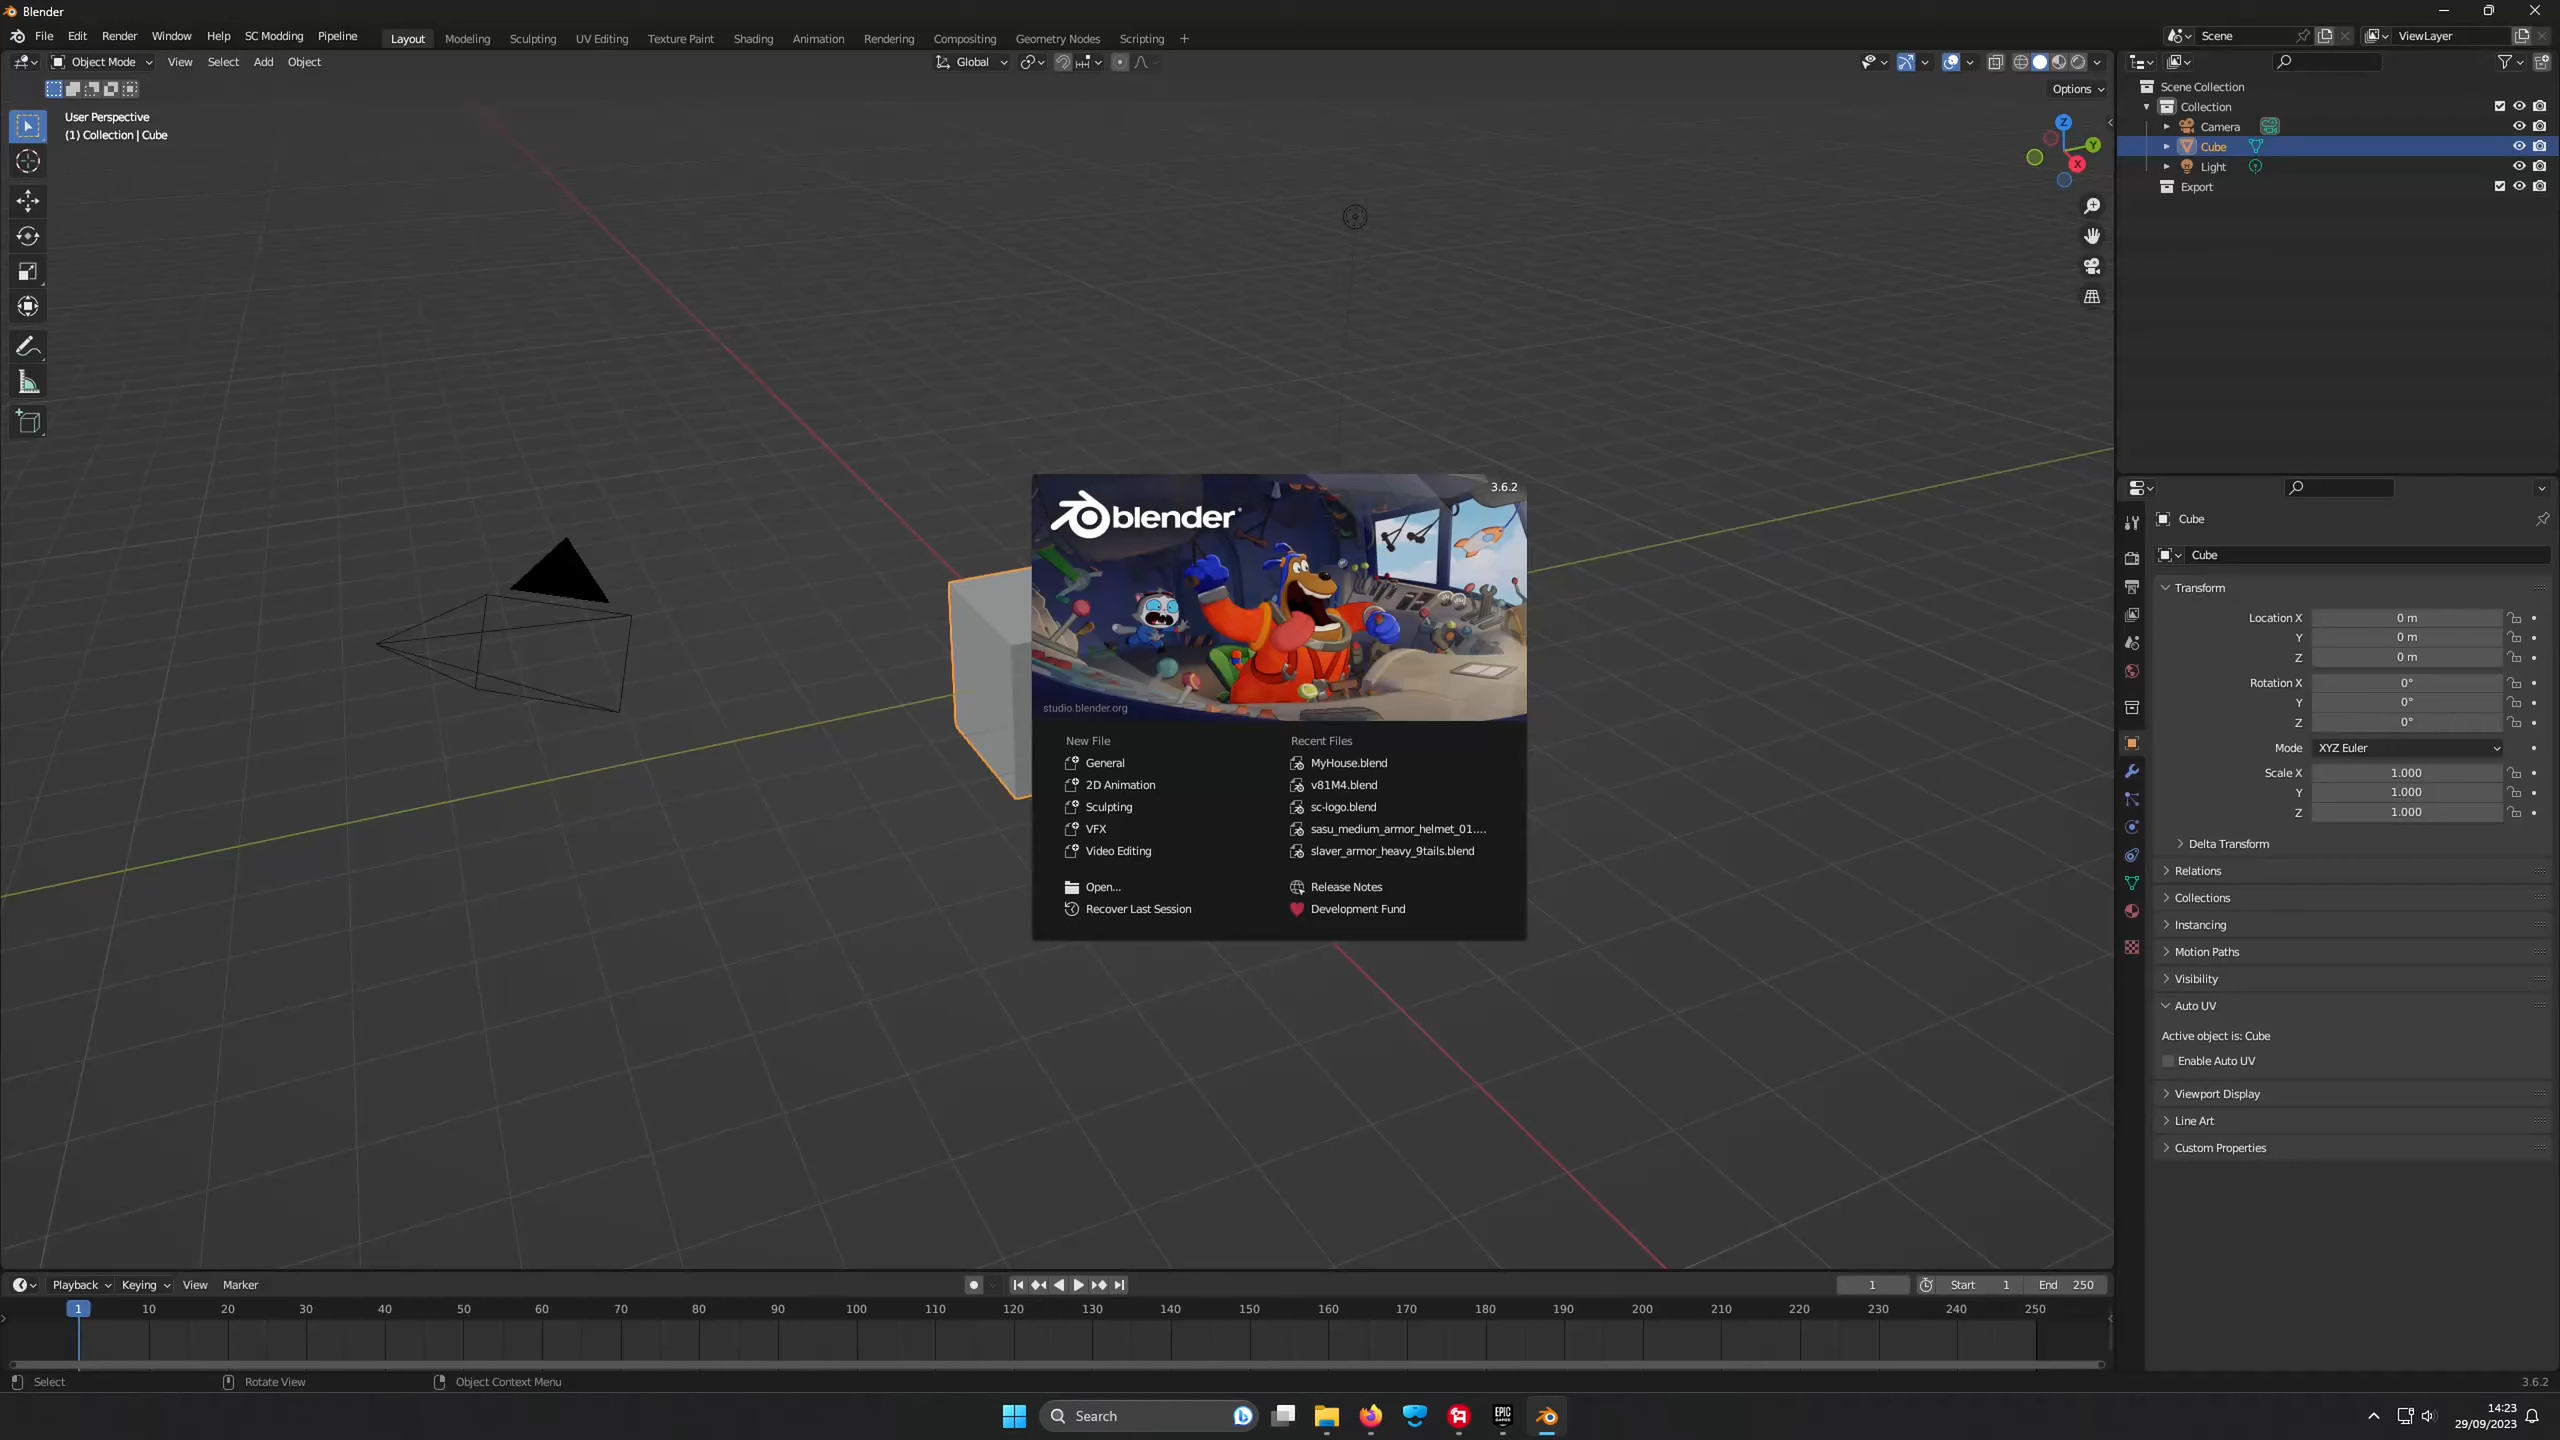 Blender
File Edit Render Window Help SC Modding Pipeline Layout Modeling Sculpting UV Editing Texture Paint Shading Animation Rendering Compositing Geometry Nodes Scripting + Scene ViewLayer
Object Mode View Select Add Object Global
Options
User Perspective
(1) Collection | Cube
Z
Y
X
Scene Collection
Collection
Camera
Cube
Light
Export
blender
3.6.2
studio.blender.org
New File
General
2D Animation
Sculpting
VFX
Video Editing
Open...
Recover Last Session
Recent Files
MyHouse.blend
v81M4.blend
sc-logo.blend
sasu_medium_armor_helmet_01....
slaver_armor_heavy_9tails.blend
Release Notes
Development Fund
Cube
Cube
Transform
Location X 0 m
Y 0 m
Z 0 m
Rotation X 0°
Y 0°
Z 0°
Mode XYZ Euler
Scale X 1.000
Y 1.000
Z 1.000
Delta Transform
Relations
Collections
Instancing
Motion Paths
Visibility
Auto UV
Active object is: Cube
Enable Auto UV
Viewport Display
Line Art
Custom Properties
Playback Keying View Marker 1 Start 1 End 250
1 10 20 30 40 50 60 70 80 90 100 110 120 130 140 150 160 170 180 190 200 210 220 230 240 250
Select Rotate View Object Context Menu 3.6.2
Search
EPIC GAMES
14:23
29/09/2023